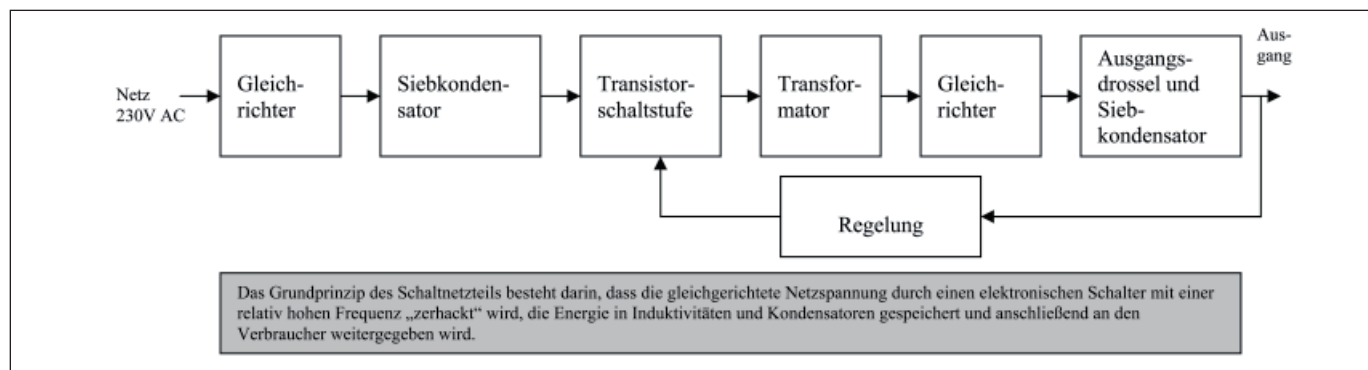 Netz
230V AC
Gleich-
richter
Siebkonden-
sator
Transistor-
schaltstufe
Transfor-
mator
Gleich-
richter
Ausgangs-
drossel und
Sieb-
kondensator
Aus-
gang
Regelung
Das Grundprinzip des Schaltnetzteils besteht darin, dass die gleichgerichtete Netzspannung durch einen elektronischen Schalter mit einer
relativ hohen Frequenz „zerhackt“ wird, die Energie in Induktivitäten und Kondensatoren gespeichert und anschließend an den
Verbraucher weitergegeben wird.